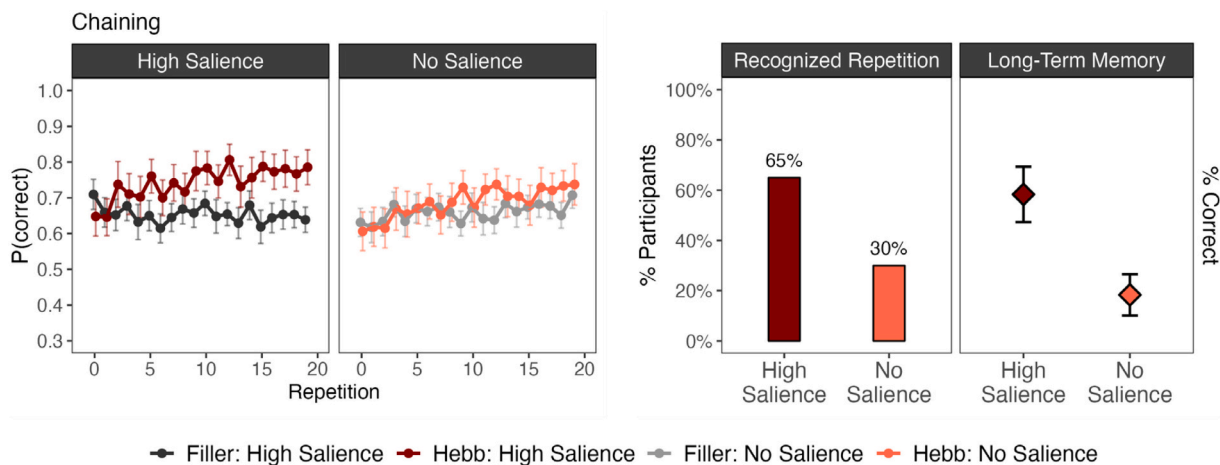 Chaining
High Salience
No Salience
P(correct)
1.0
0.9
0.8
0.7
0.6
0.5
0.4
0.3
0 5 10 15 20
0 5 10 15 20
Repetition
Recognized Repetition
Long-Term Memory
% Participants
100%
80%
60%
40%
20%
0%
65%
30%
High
Salience
No
Salience
High
Salience
No
Salience
% Correct
Filler: High Salience Hebb: High Salience Filler: No Salience Hebb: No Salience